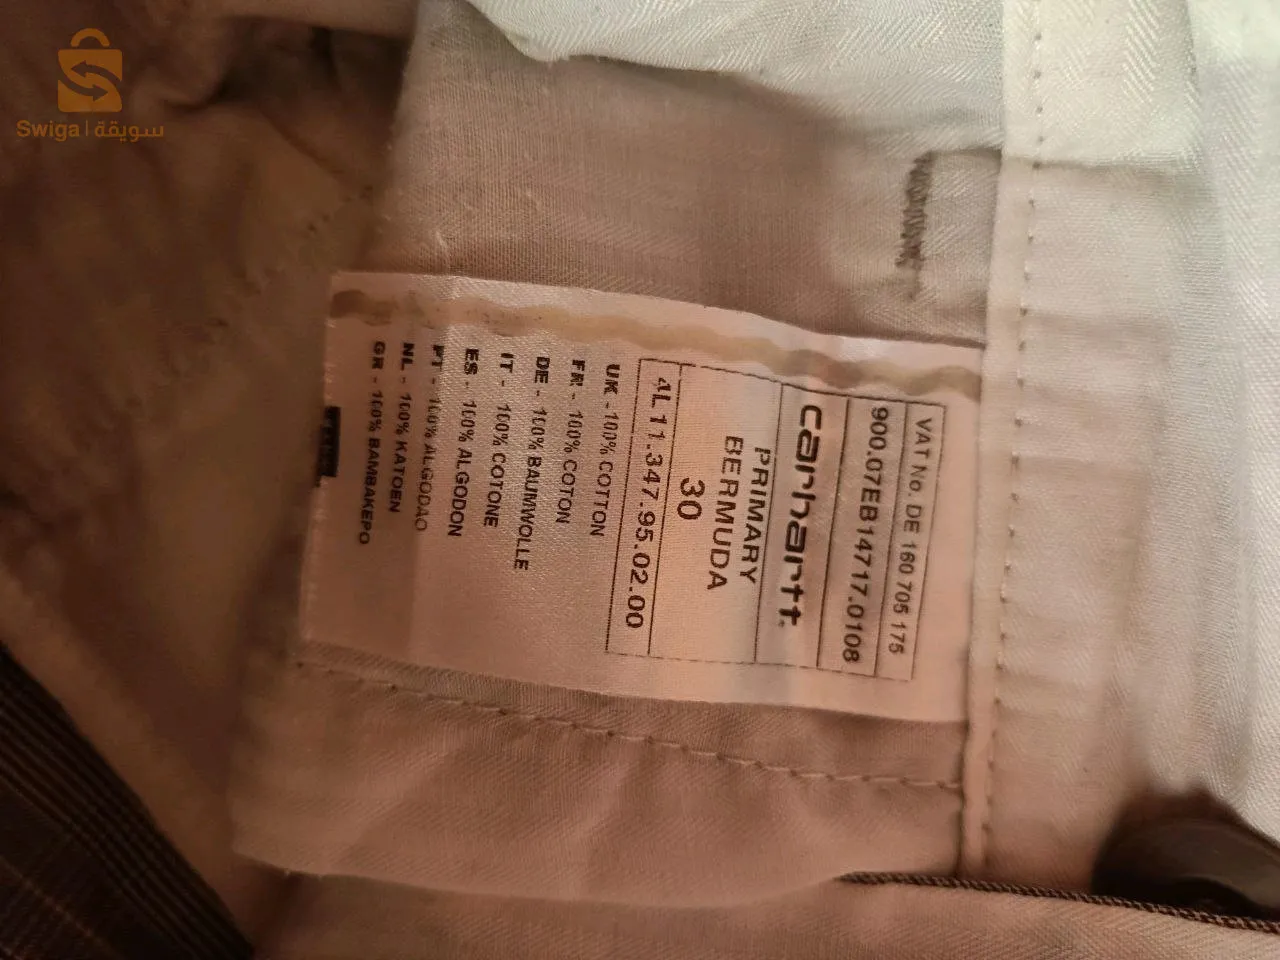 Swiga | سويقة
VAT No. DE 160 705 175
900.07EB14717.0108
carhartt
PRIMARY
BERMUDA
30
4L11.347.95.02.00
UK - 100% COTTON
FR - 100% COTON
DE - 100% BAUMWOLLE
IT - 100% COTONE
ES - 100% ALGODON
PT - 100% ALGODAO
NL - 100% KATOEN
GR - 100% BAMBAKEPO